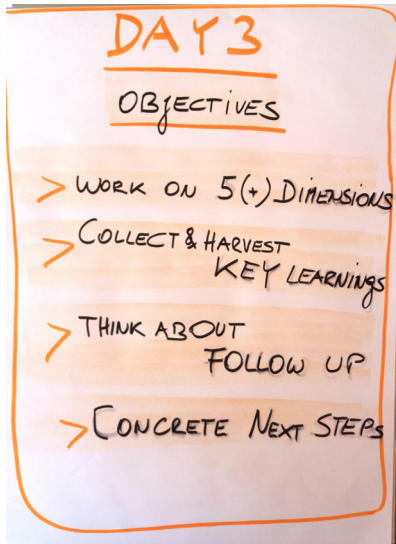 DAY 3
OBJECTIVES
> WORK ON 5(+) DIMENSIONS
> COLLECT & HARVEST
KEY LEARNINGS
> THINK ABOUT
FOLLOW UP
> CONCRETE NEXT STEPS